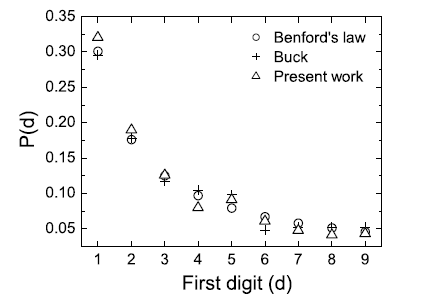 0.35
0.30
0.25
0.20
0.15
0.10
0.05
P(d)
Benford's law
Buck
Present work
1 2 3 4 5 6 7 8 9
First digit (d)